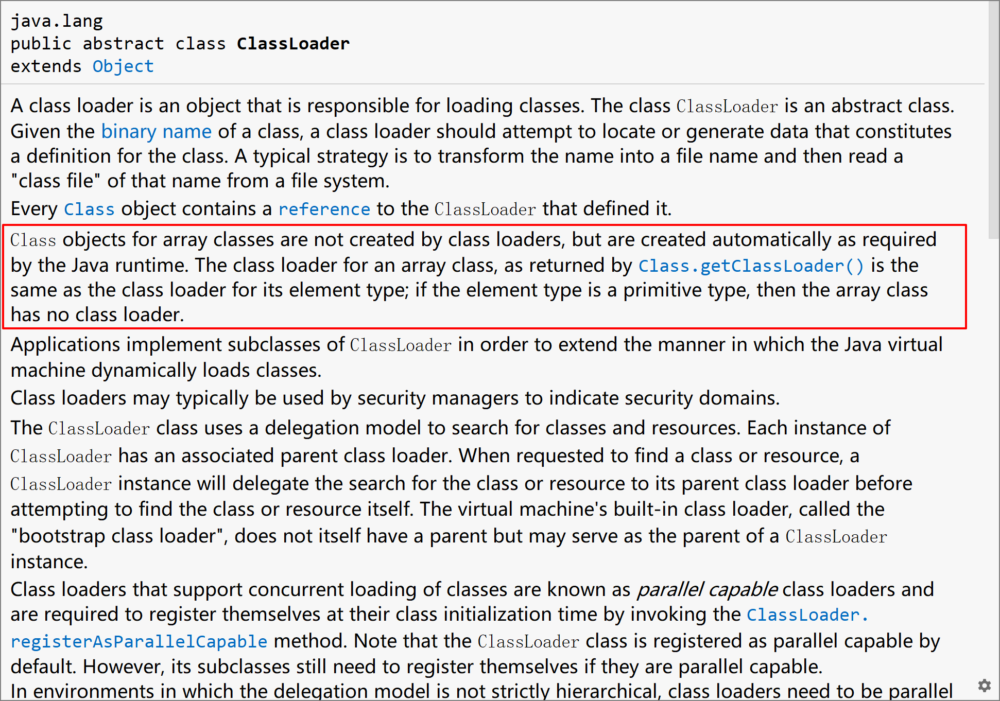 java.lang
public abstract class ClassLoader
extends Object
A class loader is an object that is responsible for loading classes. The class ClassLoader is an abstract class.
Given the binary name of a class, a class loader should attempt to locate or generate data that constitutes
a definition for the class. A typical strategy is to transform the name into a file name and then read a
"class file" of that name from a file system.
Every Class object contains a reference to the ClassLoader that defined it.
Class objects for array classes are not created by class loaders, but are created automatically as required
by the Java runtime. The class loader for an array class, as returned by Class.getClassLoader() is the
same as the class loader for its element type; if the element type is a primitive type, then the array class
has no class loader.
Applications implement subclasses of ClassLoader in order to extend the manner in which the Java virtual
machine dynamically loads classes.
Class loaders may typically be used by security managers to indicate security domains.
The ClassLoader class uses a delegation model to search for classes and resources. Each instance of
ClassLoader has an associated parent class loader. When requested to find a class or resource, a
ClassLoader instance will delegate the search for the class or resource to its parent class loader before
attempting to find the class or resource itself. The virtual machine's built-in class loader, called the
"bootstrap class loader", does not itself have a parent but may serve as the parent of a ClassLoader
instance.
Class loaders that support concurrent loading of classes are known as parallel capable class loaders and
are required to register themselves at their class initialization time by invoking the ClassLoader.
registerAsParallelCapable method. Note that the ClassLoader class is registered as parallel capable by
default. However, its subclasses still need to register themselves if they are parallel capable.
In environments in which the delegation model is not strictly hierarchical, class loaders need to be parallel